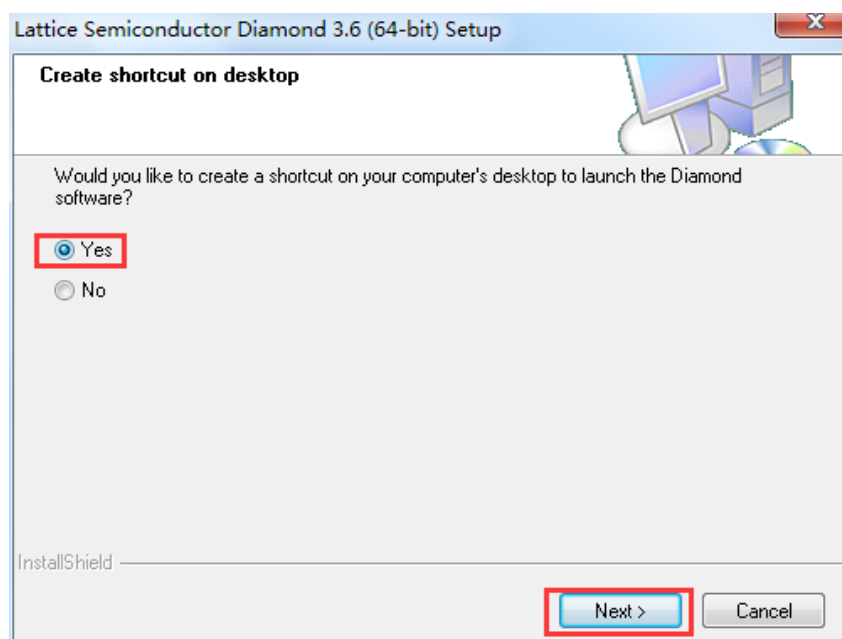 Lattice Semiconductor Diamond 3.6 (64-bit) Setup
Create shortcut on desktop
Would you like to create a shortcut on your computer's desktop to launch the Diamond
software?
Yes
No
InstallShield
Next >
Cancel